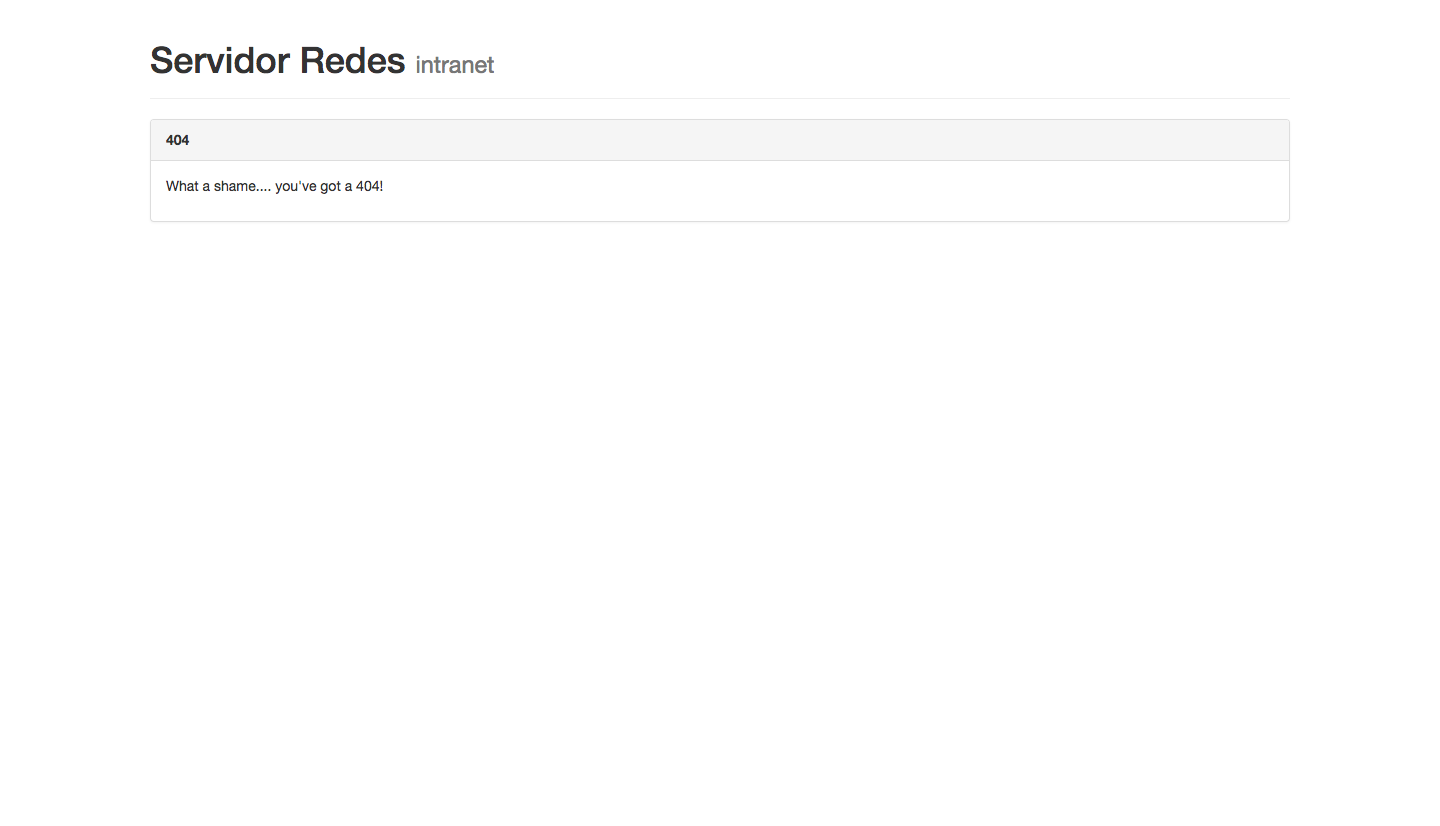 Servidor Redes intranet
404
What a shame.... you've got a 404!